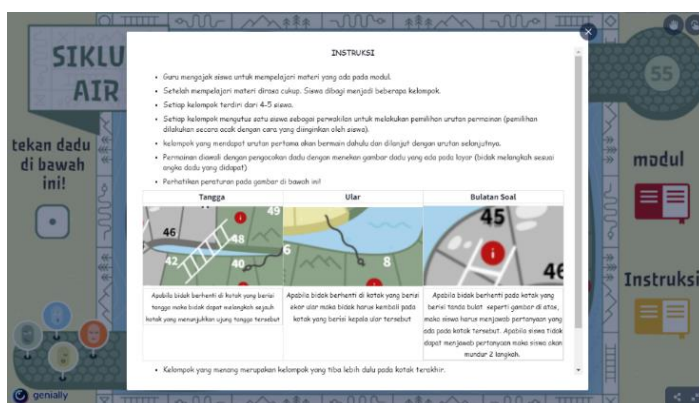 SIKLU
AIR
tekan dadu
di bawah
ini!
INSTRUKSI
• Guru mengajak siswa untuk mempelajari materi yang ada pada modul.
• Setelah mempelajari materi dirasa cukup. Siswa dibagi menjadi beberapa kelompok.
• Setiap kelompok terdiri dari 4-5 siswa.
• Setiap kelompok mengutus satu siswa sebagai perwakilan untuk melakukan pemilihan urutan permainan (pemilihan
dilakukan secara acak dengan cara yang diinginkan oleh siswa).
• kelompok yang mendapat urutan pertama akan bermain dahulu dan dilanjut dengan urutan selanjutnya.
• Permainan diawali dengan pengocokan dadu dengan menekan gambar dadu yang ada pada layar (bidak melangkah sesuai
angka dadu yang didapat)
• Perhatikan peraturan pada gambar di bawah ini!
Tangga
49
46
48
42
40
Apabila bidak berhenti di kotak yang berisi
tangga maka bidak dapat melangkah sejauh
kotak yang menunjukkan ujung tangga tersebut
Ular
6
8
Apabila bidak berhenti di kotak yang berisi
ekor ular maka bidak harus kembali pada
kotak yang berisi kepala ular tersebut
Bulatan Soal
45
46
Apabila bidak berhenti pada kotak yang
berisi tanda bulat seperti gambar di atas,
maka siswa harus menjawab pertanyaan yang
ada pada kotak tersebut. Apabila siswa tidak
dapat menjawab pertanyaan maka siswa akan
mundur 2 langkah.
• Kelompok yang menang merupakan kelompok yang tiba lebih dulu pada kotak terakhir.
55
modul
Instruksi
genially